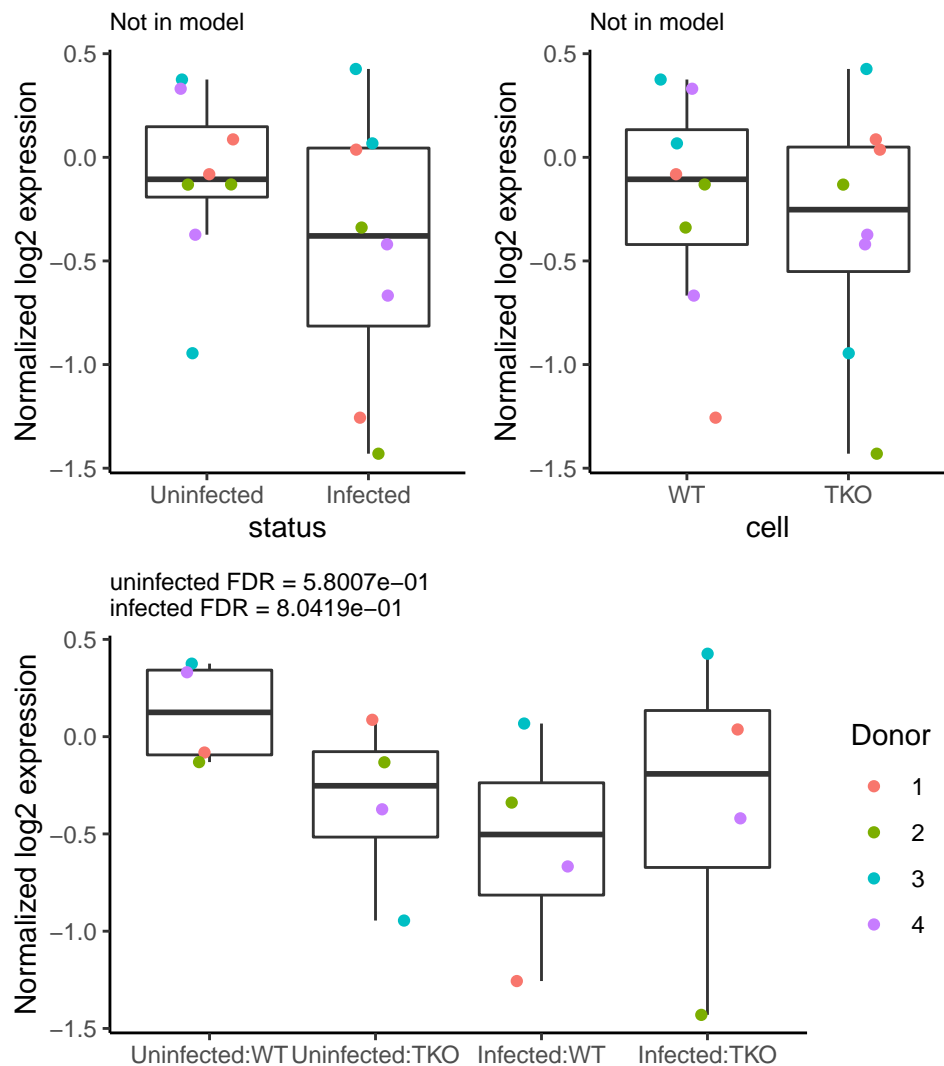 Not in model
Normalized log2 expression
0.5
0.0
−0.5
−1.0
−1.5
Uninfected Infected
status
Not in model
Normalized log2 expression
0.5
0.0
−0.5
−1.0
−1.5
WT TKO
cell
uninfected FDR = 5.8007e−01
infected FDR = 8.0419e−01
Normalized log2 expression
0.5
0.0
−0.5
−1.0
−1.5
Uninfected:WT Uninfected:TKO Infected:WT Infected:TKO
Donor
1
2
3
4